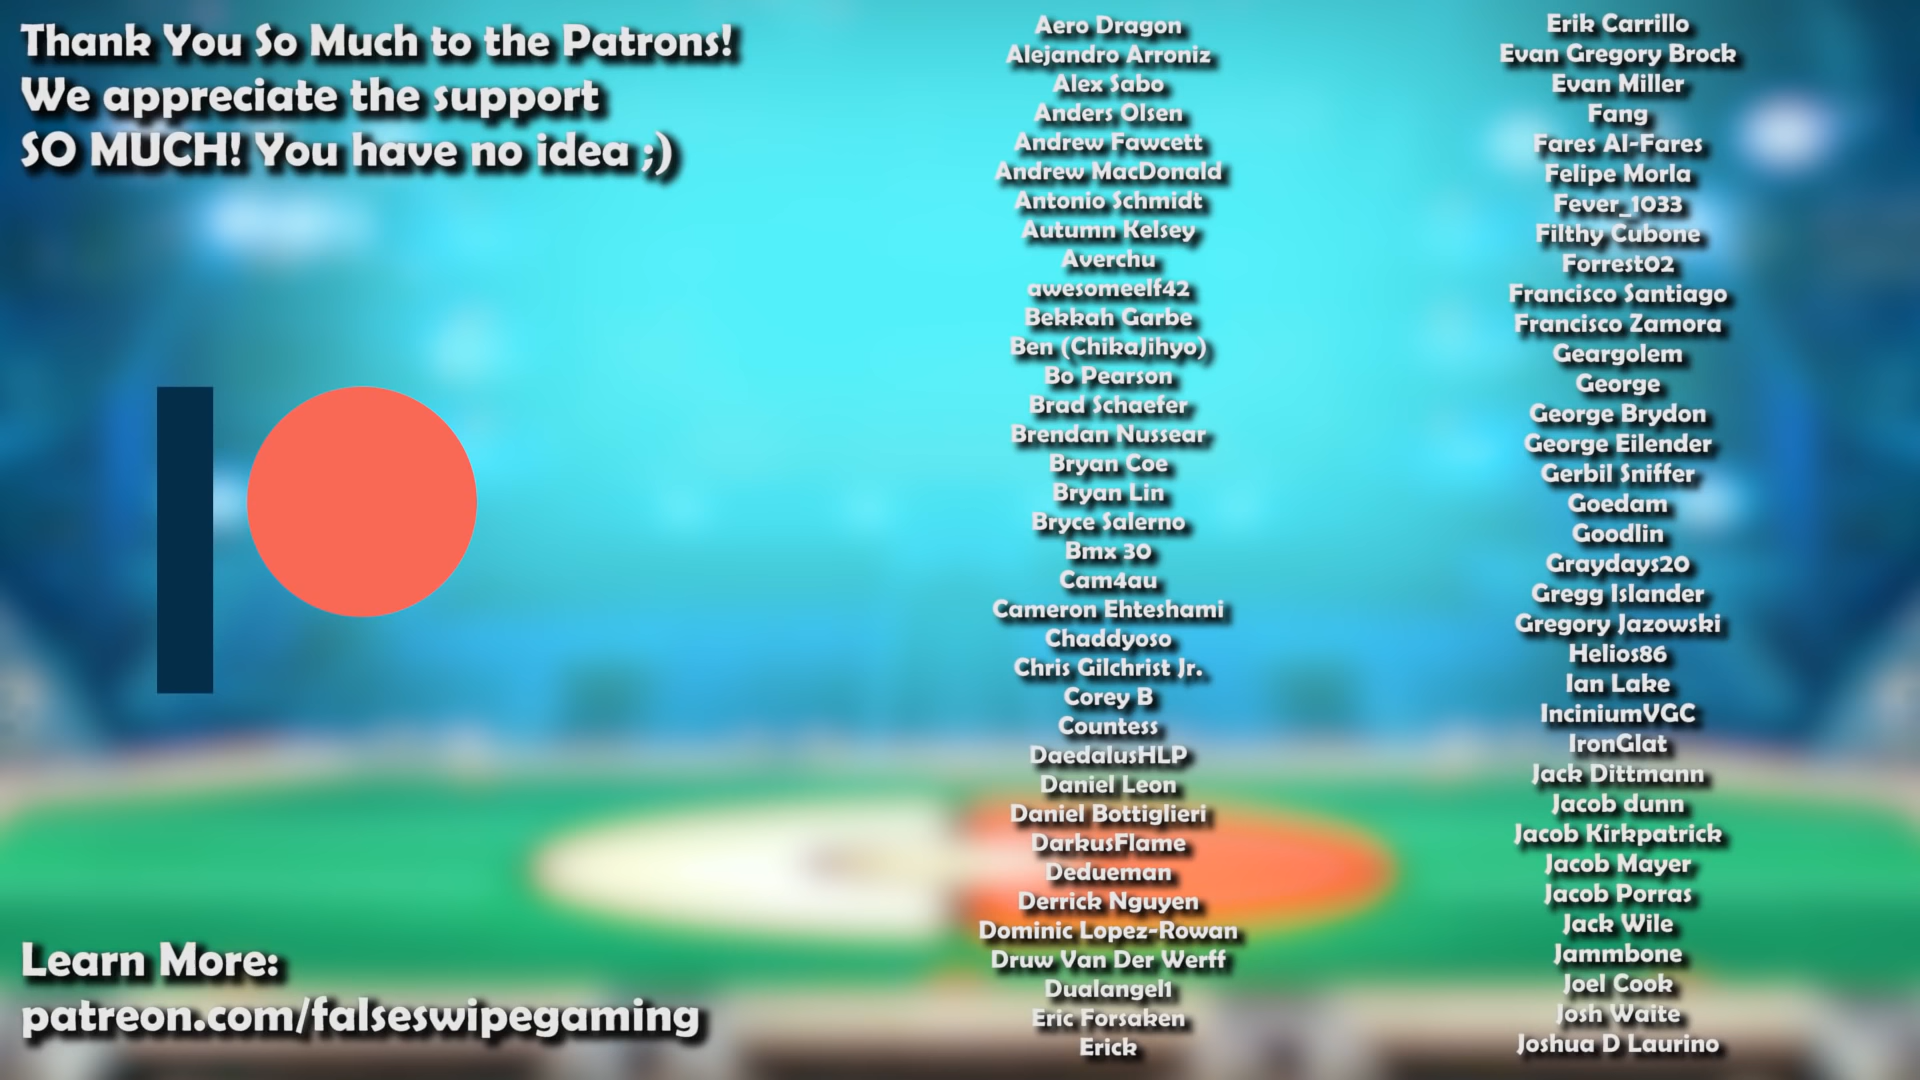 Thank You So Much to the Patrons!
We appreciate the support
SO MUCH! You have no idea ;)
Learn More:
patreon.com/falseswipegaming
Aero Dragon
Alejandro Arroniz
Alex Sabo
Anders Olsen
Andrew Fawcett
Andrew MacDonald
Antonio Schmidt
Autumn Kelsey
Averchu
awesomeelf42
Bekkah Garbe
Ben (ChikaJihyo)
Bo Pearson
Brad Schaefer
Brendan Nussear
Bryan Coe
Bryan Lin
Bryce Salerno
Bmx 30
Cam4au
Cameron Ehteshami
Chaddyoso
Chris Gilchrist Jr.
Corey B
Countess
DaedalusHLP
Daniel Leon
Daniel Bottiglieri
DarkusFlame
Dedueman
Derrick Nguyen
Dominic Lopez-Rowan
Druw Van Der Werff
Dualangel1
Eric Forsaken
Erick
Erik Carrillo
Evan Gregory Brock
Evan Miller
Fang
Fares Al-Fares
Felipe Morla
Fever_1033
Filthy Cubone
Forrest02
Francisco Santiago
Francisco Zamora
Geargolem
George
George Brydon
George Eilender
Gerbil Sniffer
Goedam
Goodlin
Graydays20
Gregg Islander
Gregory Jazowski
Helios86
Ian Lake
InciniumVGC
IronGlat
Jack Dittmann
Jacob dunn
Jacob Kirkpatrick
Jacob Mayer
Jacob Porras
Jack Wile
Jammbone
Joel Cook
Josh Waite
Joshua D Laurino